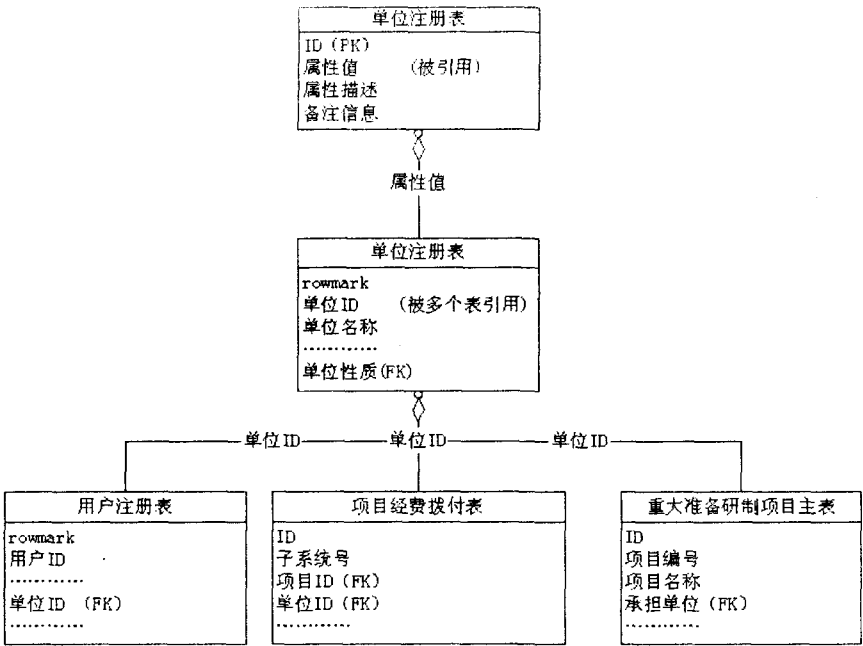 单位注册表
ID (PK)
属性值 (被引用)
属性描述
备注信息
属性值
单位注册表
rowmark
单位ID (被多个表引用)
单位名称
............
单位性质(FK)
单位ID 单位ID 单位ID
用户注册表
rowmark
用户ID
............
单位ID (FK)
............
项目经费拨付表
ID
子系统号
项目ID (FK)
单位ID (FK)
............
重大准备研制项目主表
ID
项目编号
项目名称
承担单位 (FK)
............